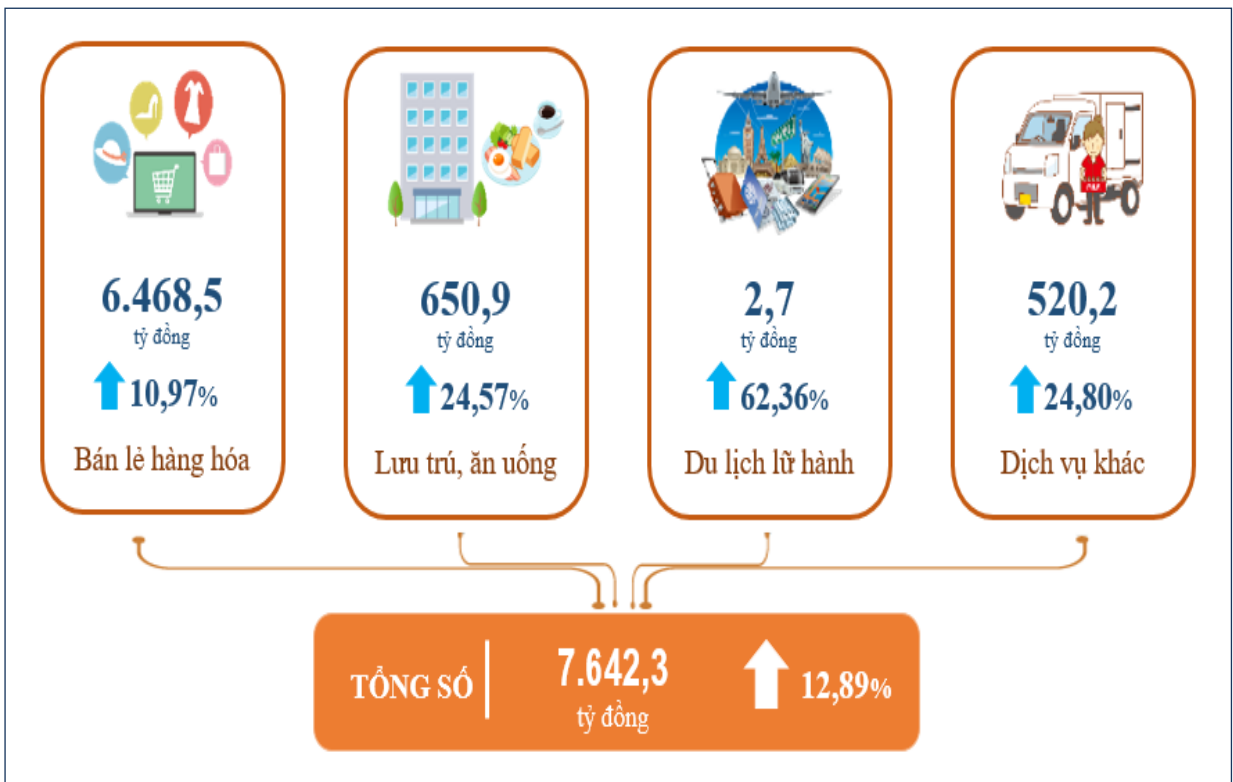 6.468,5
tỷ đồng
10,97%
Bán lẻ hàng hóa
650,9
tỷ đồng
24,57%
Lưu trú, ăn uống
2,7
tỷ đồng
62,36%
Du lịch lữ hành
520,2
tỷ đồng
24,80%
Dịch vụ khác
TỔNG SỐ
7.642,3
tỷ đồng
12,89%